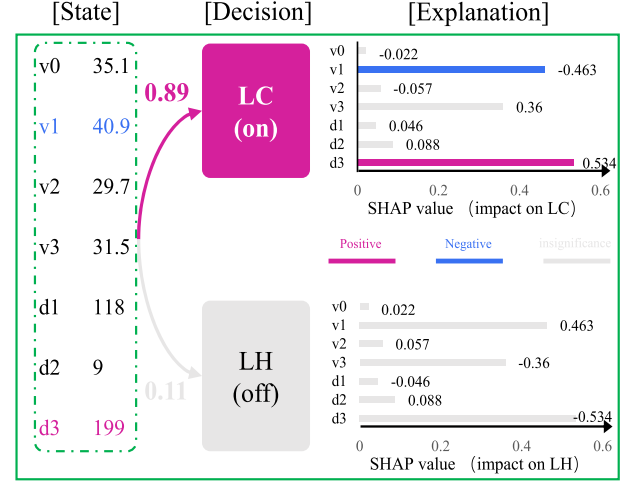 [State]
[Decision]
[Explanation]
v0 35.1
v1 40.9
v2 29.7
v3 31.5
d1 118
d2 9
d3 199
0.89
0.11
LC
(on)
LH
(off)
v0 -0.022
v1 -0.463
v2 -0.057
v3 0.36
d1 0.046
d2 0.088
d3 0.534
0 0.2 0.4 0.6
SHAP value （impact on LC)
Positive Negative insignificance
v0 0.022
v1 0.463
v2 0.057
v3 -0.36
d1 -0.046
d2 0.088
d3 -0.534
0 0.2 0.4 0.6
SHAP value （impact on LH)